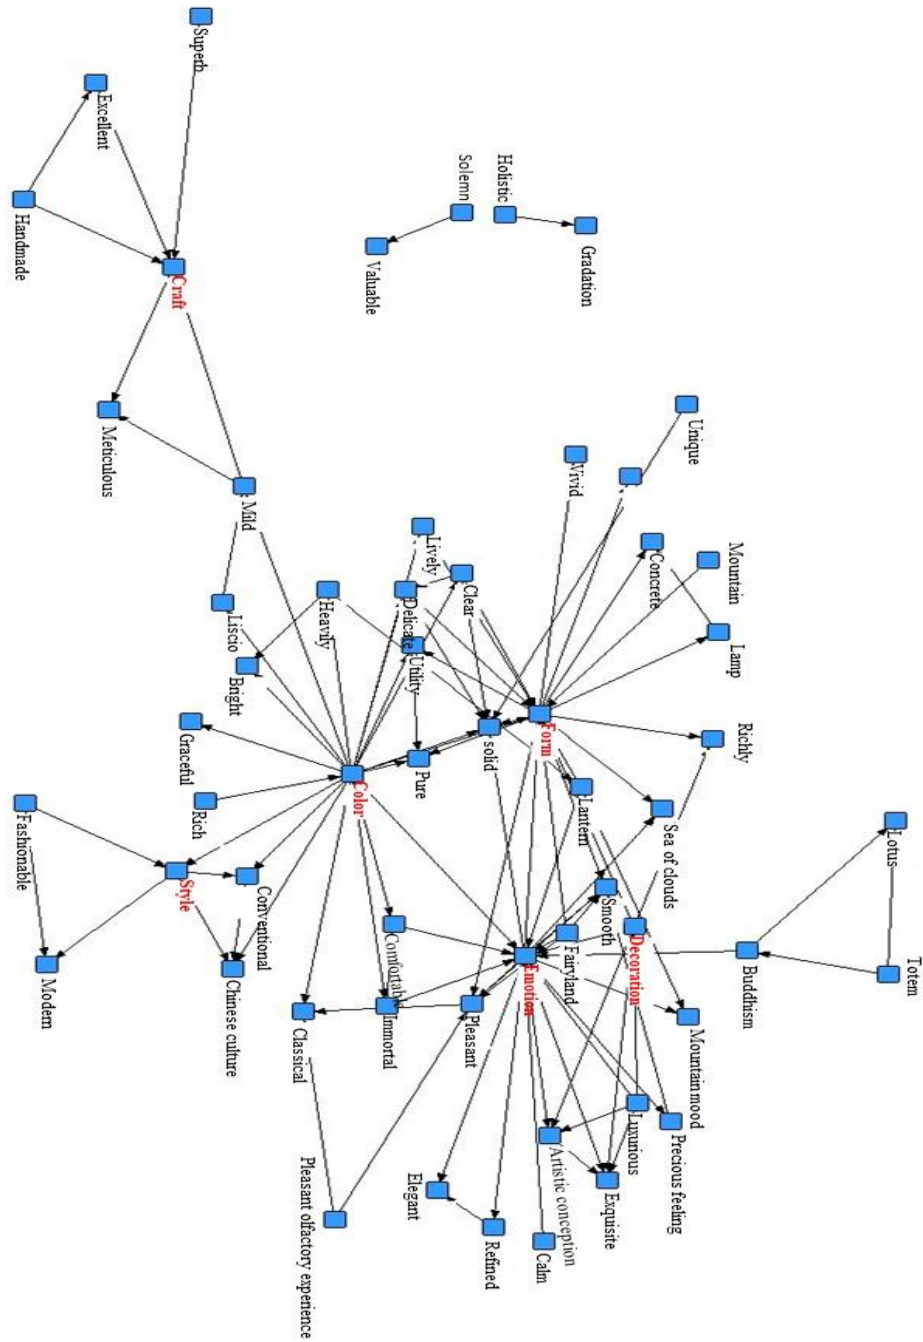 Superb
Excellent
Handmade
Craft
Meticulous
Mild
Holistic
Solemn
Gradation
Valuable
Unique
Vivid
Mountain
Concrete
Lamp
Richly
Lively
Clear
Delicate
Heavily
Utility
Liscio
Bright
Graceful
Rich
Color
Pure
solid
Form
Lantern
Sea of clouds
Smooth
Fairyland
Decoration
Emotion
Comfortable
Immortal
Pleasant
Classical
Fashionable
Style
Conventional
Chinese culture
Modern
Lotus
Totem
Buddhism
Mountain mood
Precious feeling
Luxurious
Exquisite
Artistic conception
Elegant
Refined
Calm
Pleasant olfactory experience